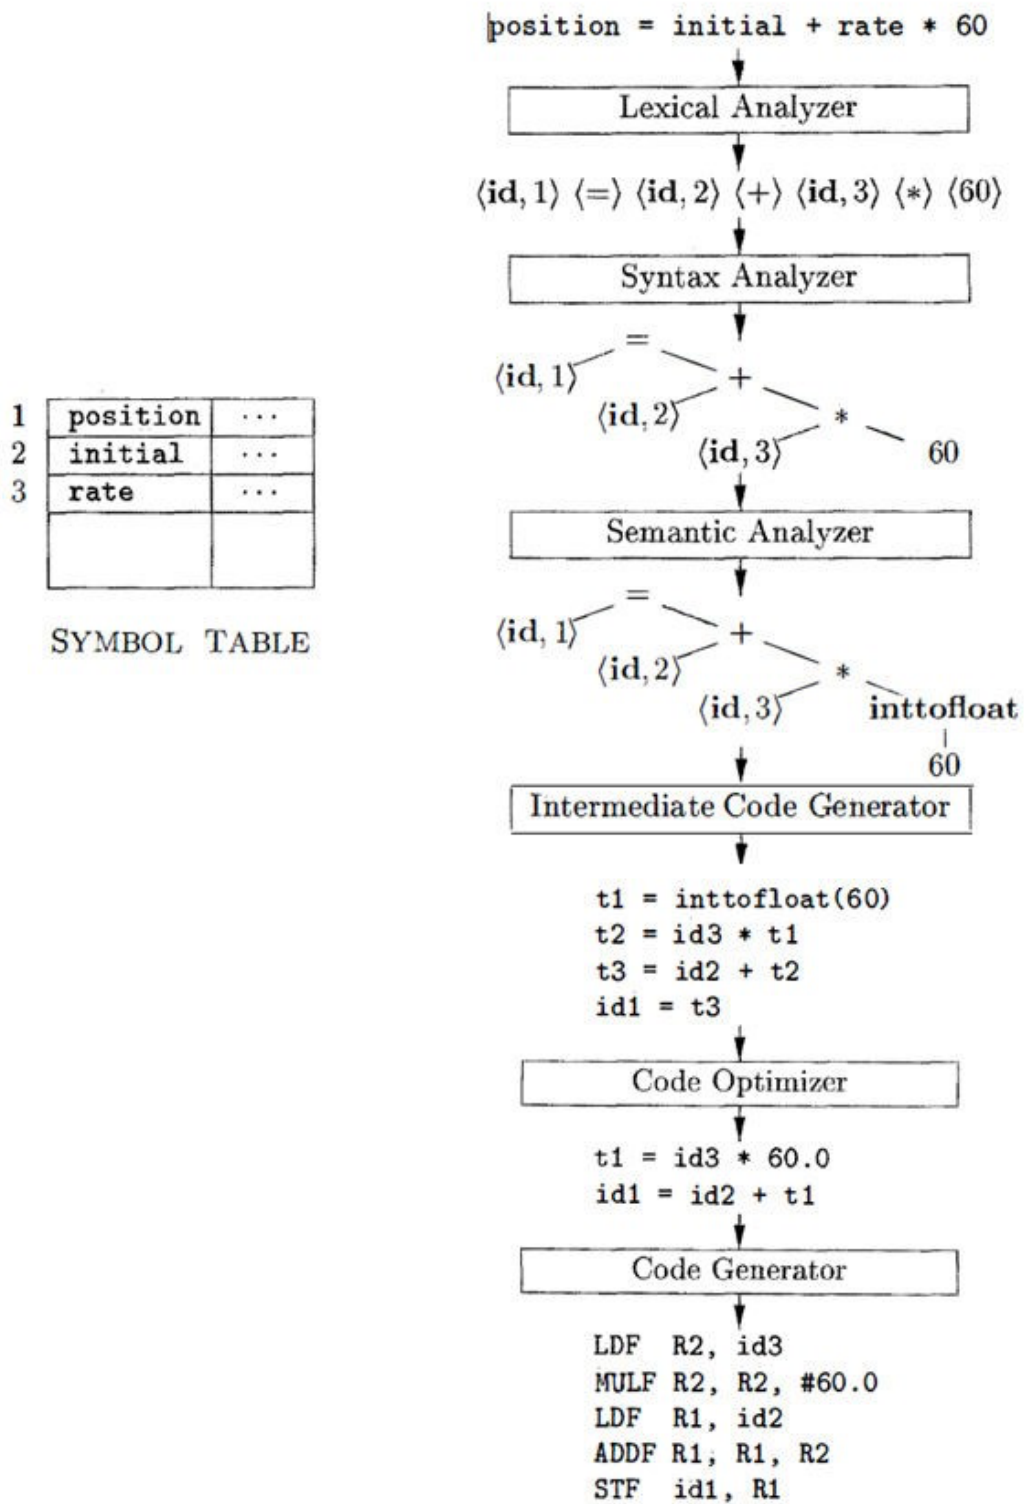 position = initial + rate * 60
Lexical Analyzer
⟨id, 1⟩ ⟨=⟩ ⟨id, 2⟩ ⟨+⟩ ⟨id, 3⟩ ⟨*⟩ ⟨60⟩
Syntax Analyzer
=
⟨id, 1⟩ +
⟨id, 2⟩ *
⟨id, 3⟩ 60
1 position ···
2 initial ···
3 rate ···
SYMBOL TABLE
Semantic Analyzer
=
⟨id, 1⟩ +
⟨id, 2⟩ *
⟨id, 3⟩ inttofloat
60
Intermediate Code Generator
t1 = inttofloat(60)
t2 = id3 * t1
t3 = id2 + t2
id1 = t3
Code Optimizer
t1 = id3 * 60.0
id1 = id2 + t1
Code Generator
LDF R2, id3
MULF R2, R2, #60.0
LDF R1, id2
ADDF R1, R1, R2
STF id1, R1